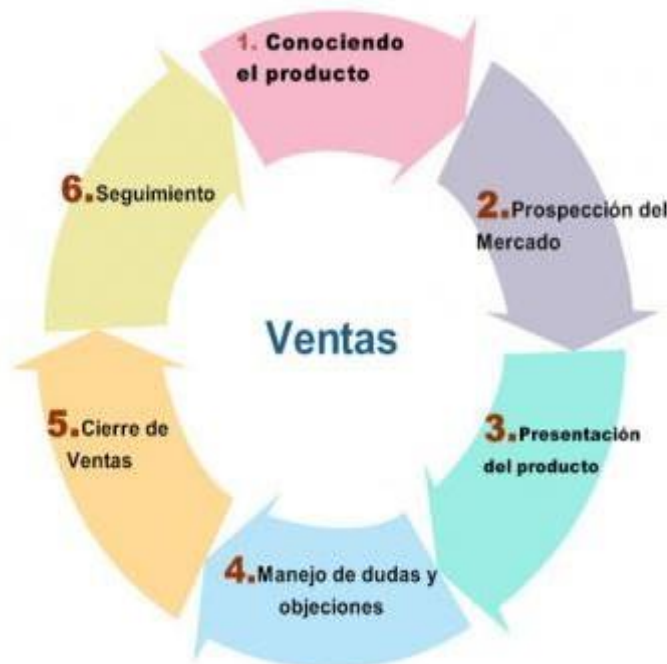 1. Conociendo
el producto
2.Prospección del
Mercado
3.Presentación
del producto
4.Manejo de dudas y
objeciones
5.Cierre de
Ventas
6.Seguimiento
Ventas